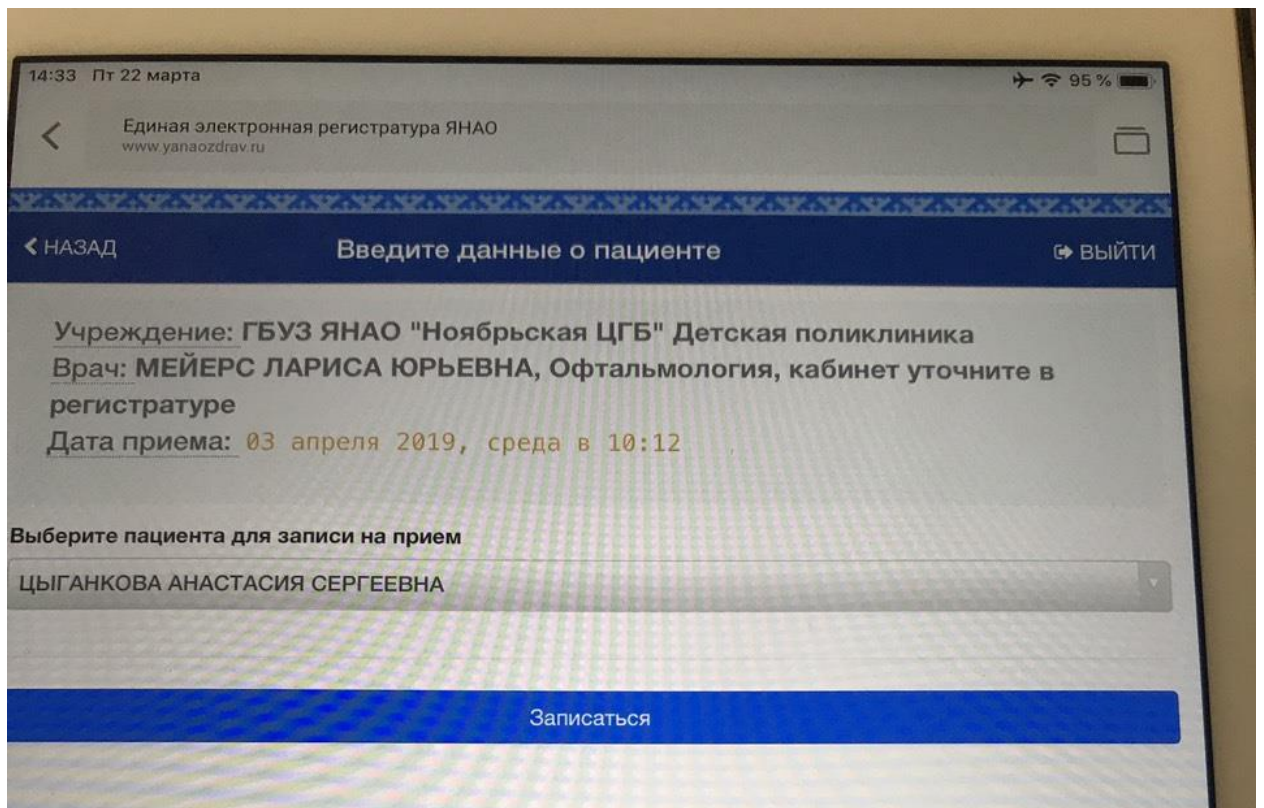 14:33 Пт 22 марта 95 %
Единая электронная регистратура ЯНАО
www.yanaozdrav.ru
НАЗАД Введите данные о пациенте ВЫЙТИ
Учреждение: ГБУЗ ЯНАО "Ноябрьская ЦГБ" Детская поликлиника
Врач: МЕЙЕРС ЛАРИСА ЮРЬЕВНА, Офтальмология, кабинет уточните в
регистратуре
Дата приема: 03 апреля 2019, среда в 10:12
Выберите пациента для записи на прием
ЦЫГАНКОВА АНАСТАСИЯ СЕРГЕЕВНА
Записаться